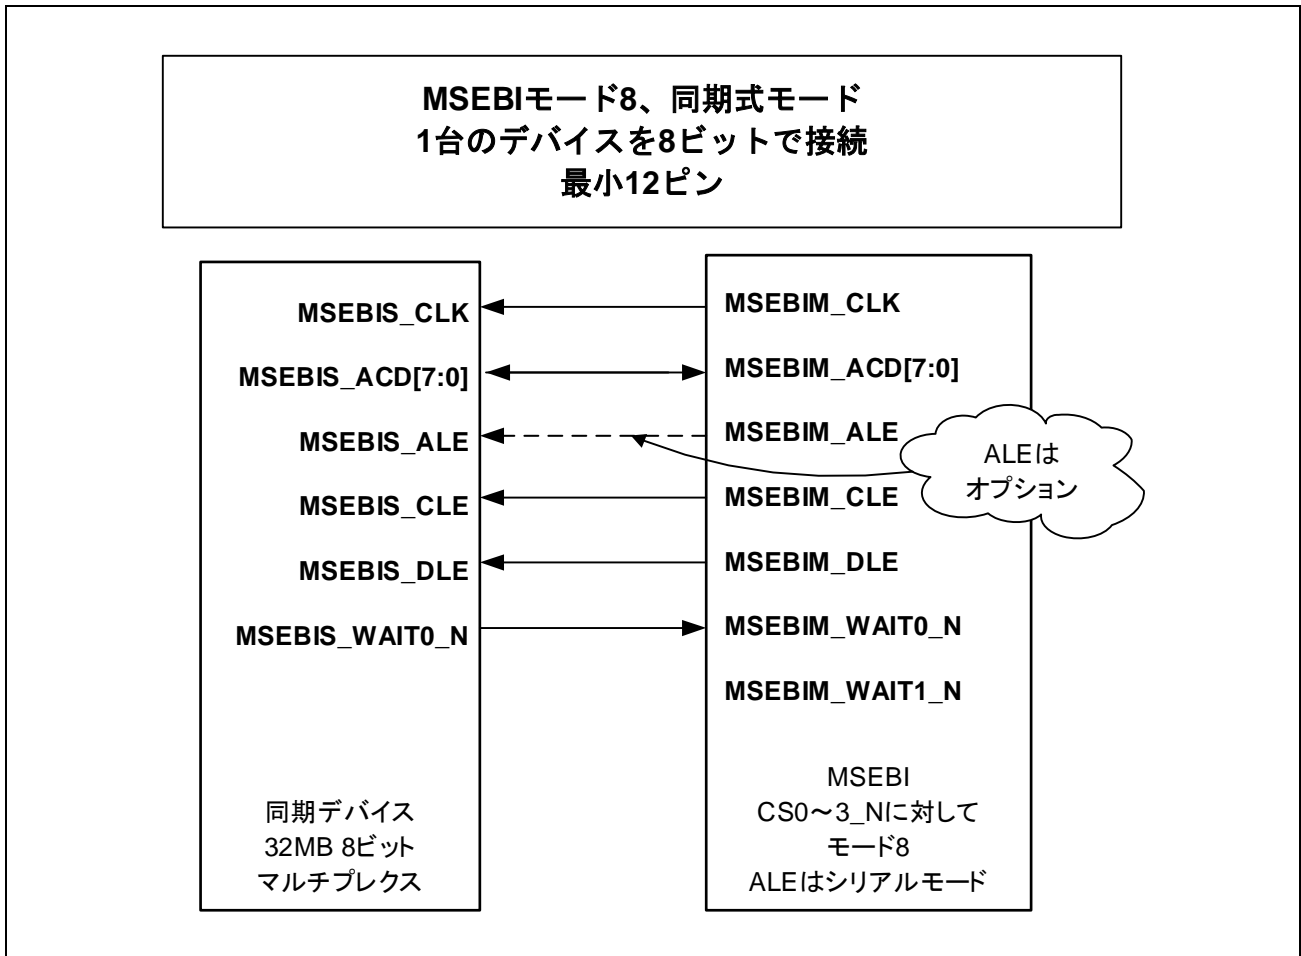 MSEBIモード8、同期式モード
1台のデバイスを8ビットで接続
最小12ピン
MSEBIS_CLK
MSEBIS_ACD[7:0]
MSEBIS_ALE
MSEBIS_CLE
MSEBIS_DLE
MSEBIS_WAIT0_N
同期デバイス
32MB 8ビット
マルチプレクス
MSEBIM_CLK
MSEBIM_ACD[7:0]
MSEBIM_ALE
MSEBIM_CLE
MSEBIM_DLE
MSEBIM_WAIT0_N
MSEBIM_WAIT1_N
MSEBI
CS0～3_Nに対して
モード8
ALEはシリアルモード
ALEは
オプション